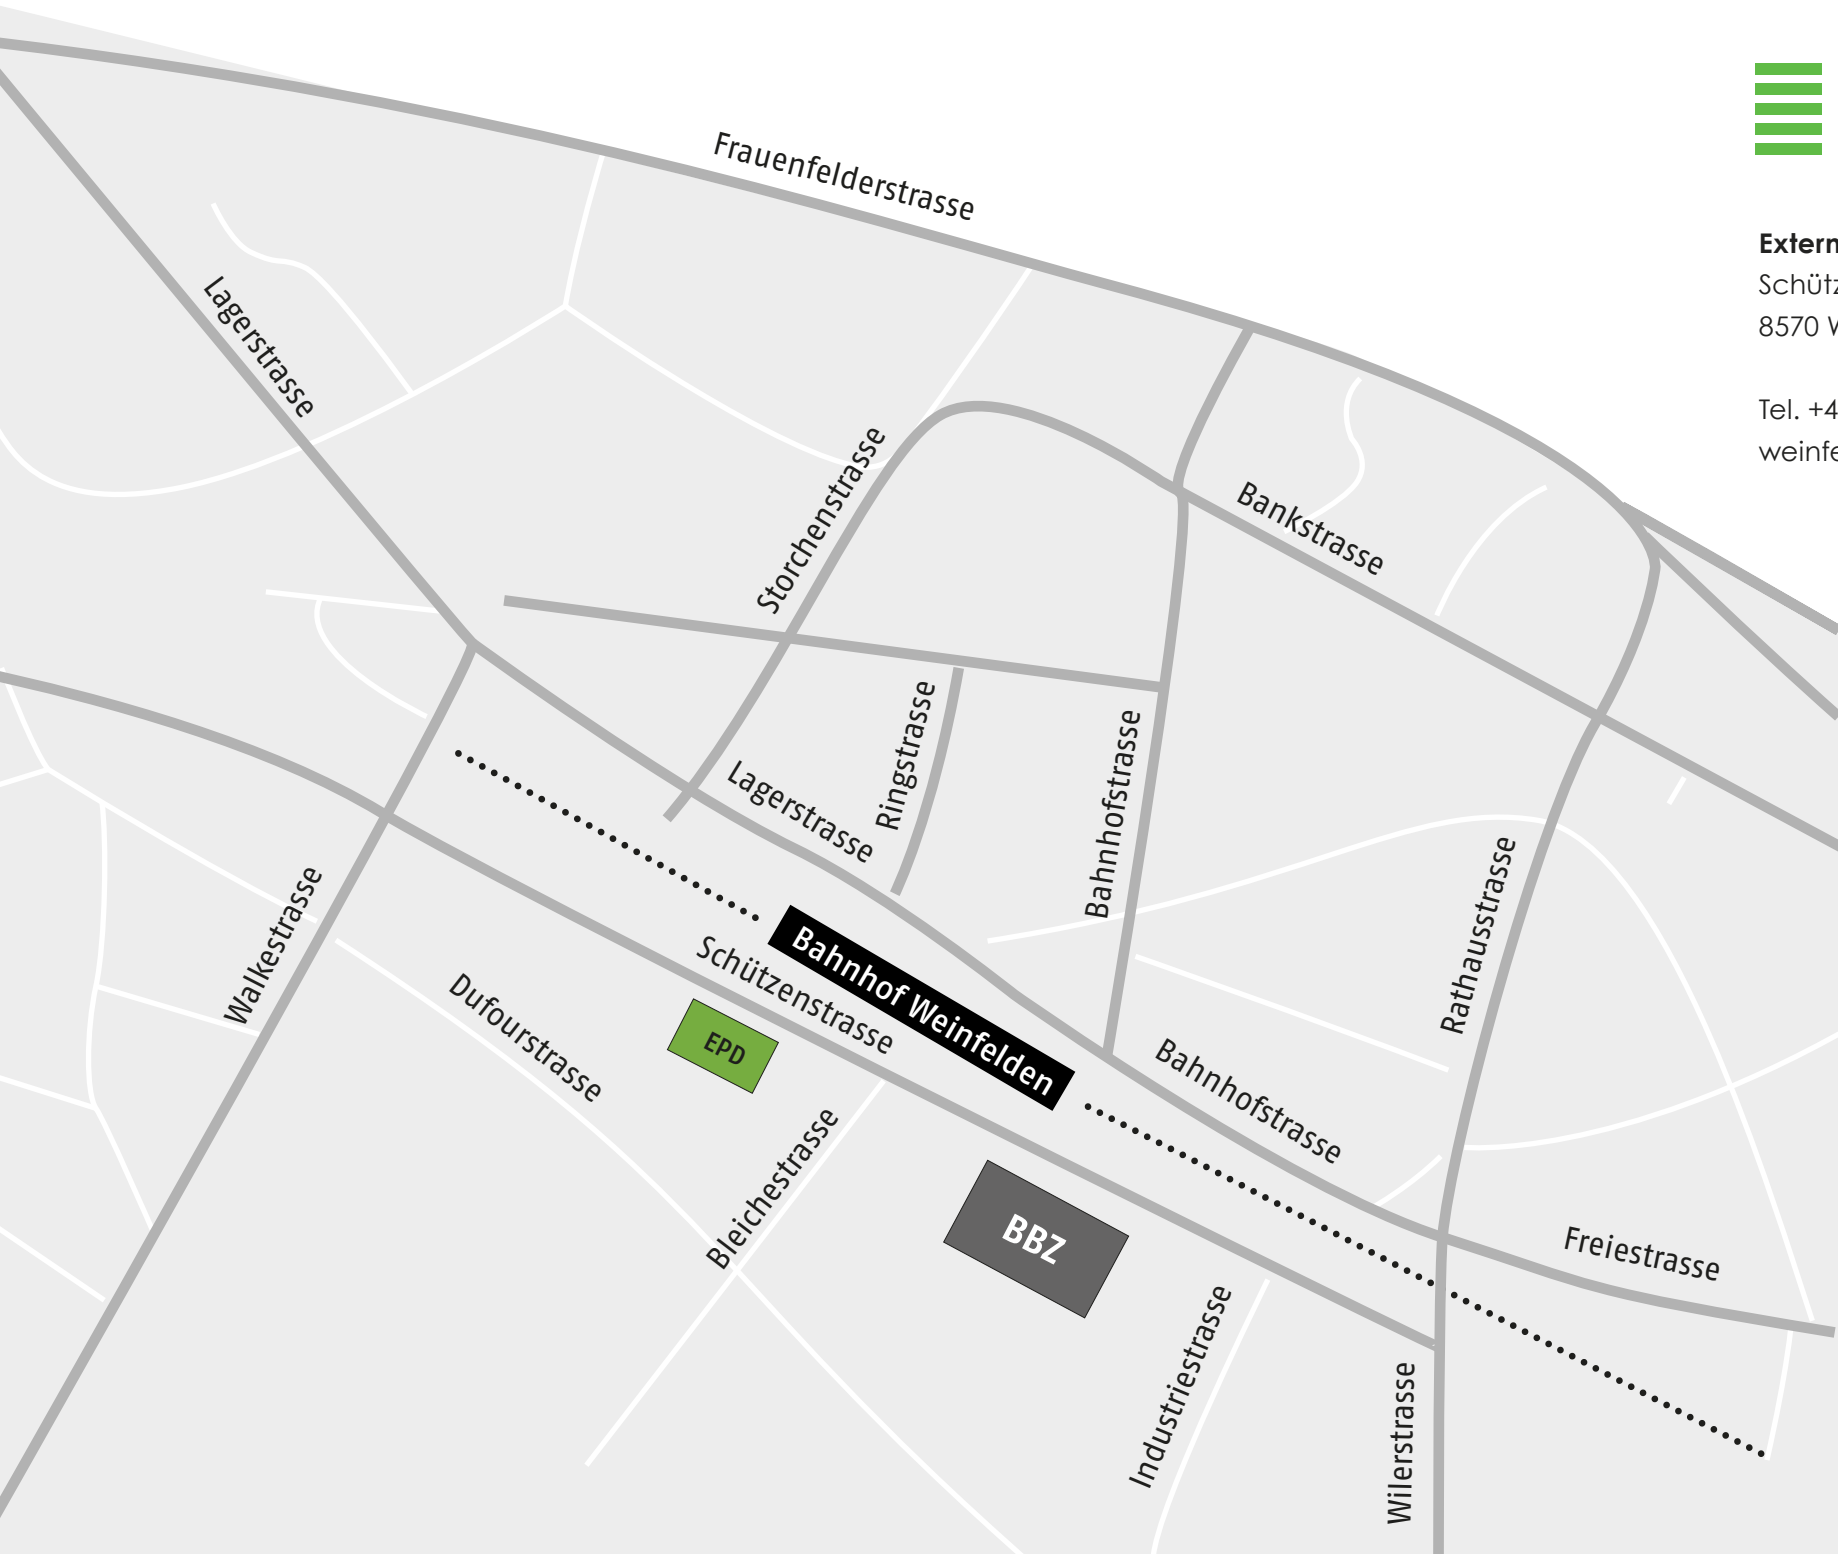 Frauenfelderstrasse
Extern
Schütz
8570 W
Tel. +4
weinfe
Lagerstrasse
Storchenstrasse
Bankstrasse
Ringstrasse
Bahnhofstrasse
Lagerstrasse
Rathausstrasse
Walkestrasse
Bahnhof Weinfelden
Schützenstrasse
Dufourstrasse
EPD
Bahnhofstrasse
Bleichestrasse
BBZ
Freiestrasse
Industriestrasse
Wilerstrasse